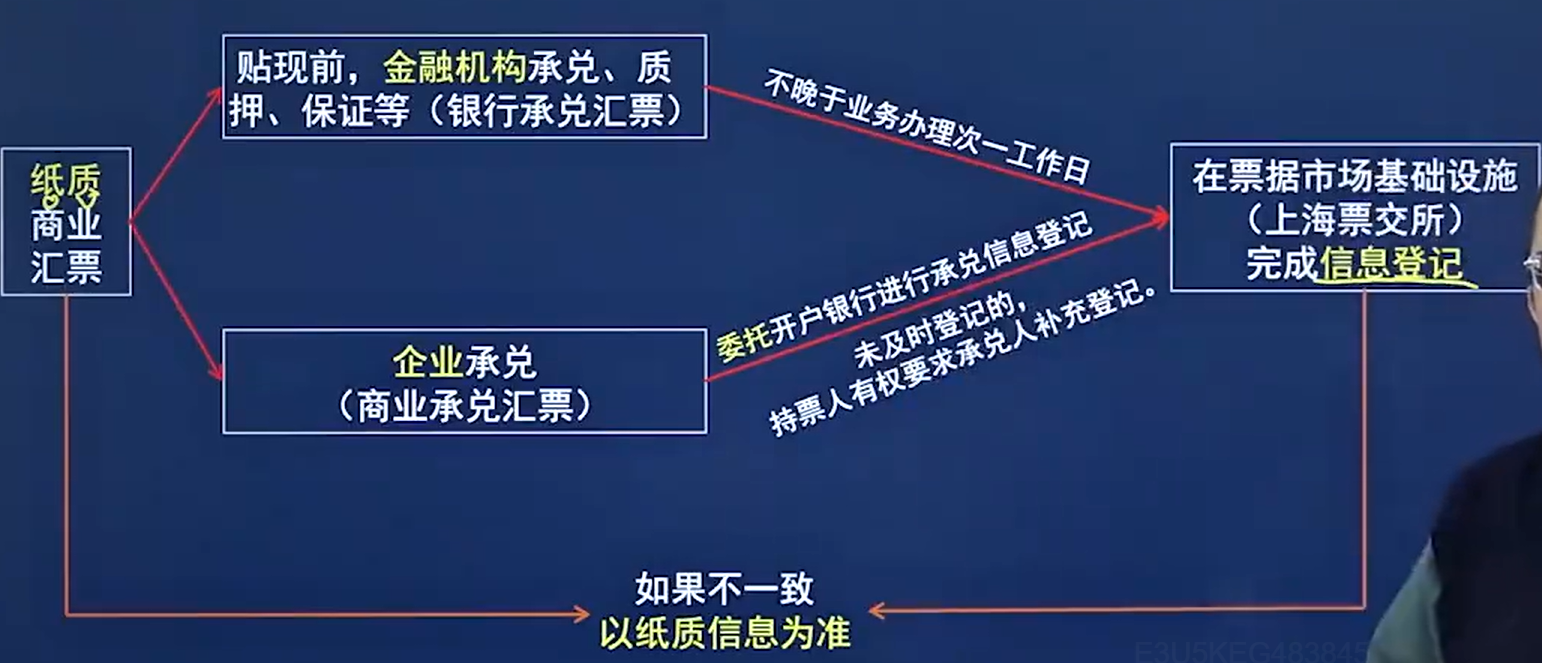 贴现前，金融机构承兑、质
押、保证等（银行承兑汇票）
不晚于业务办理次一工作日
纸质
商业
汇票
在票据市场基础设施
（上海票交所）
完成信息登记
委托开户银行进行承兑信息登记
未及时登记的，
持票人有权要求承兑人补充登记。
企业承兑
（商业承兑汇票）
如果不一致
以纸质信息为准
E3U5KEG483845